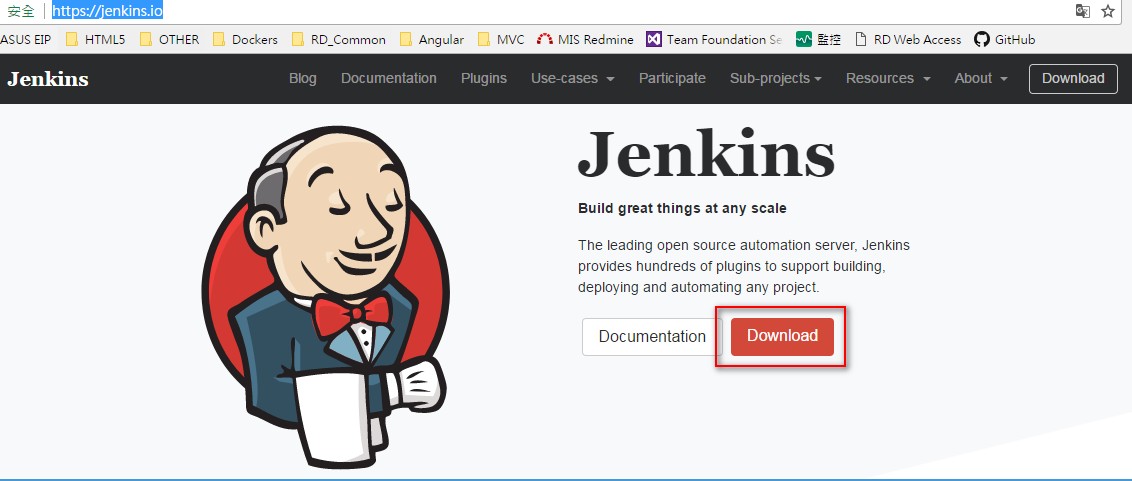 安全 https://jenkins.io
ASUS EIP HTML5 OTHER Dockers RD_Common Angular MVC MIS Redmine Team Foundation Se 監控 RD Web Access GitHub
Jenkins Blog Documentation Plugins Use-cases Participate Sub-projects Resources About Download
Jenkins
Build great things at any scale
The leading open source automation server, Jenkins
provides hundreds of plugins to support building,
deploying and automating any project.
Documentation Download